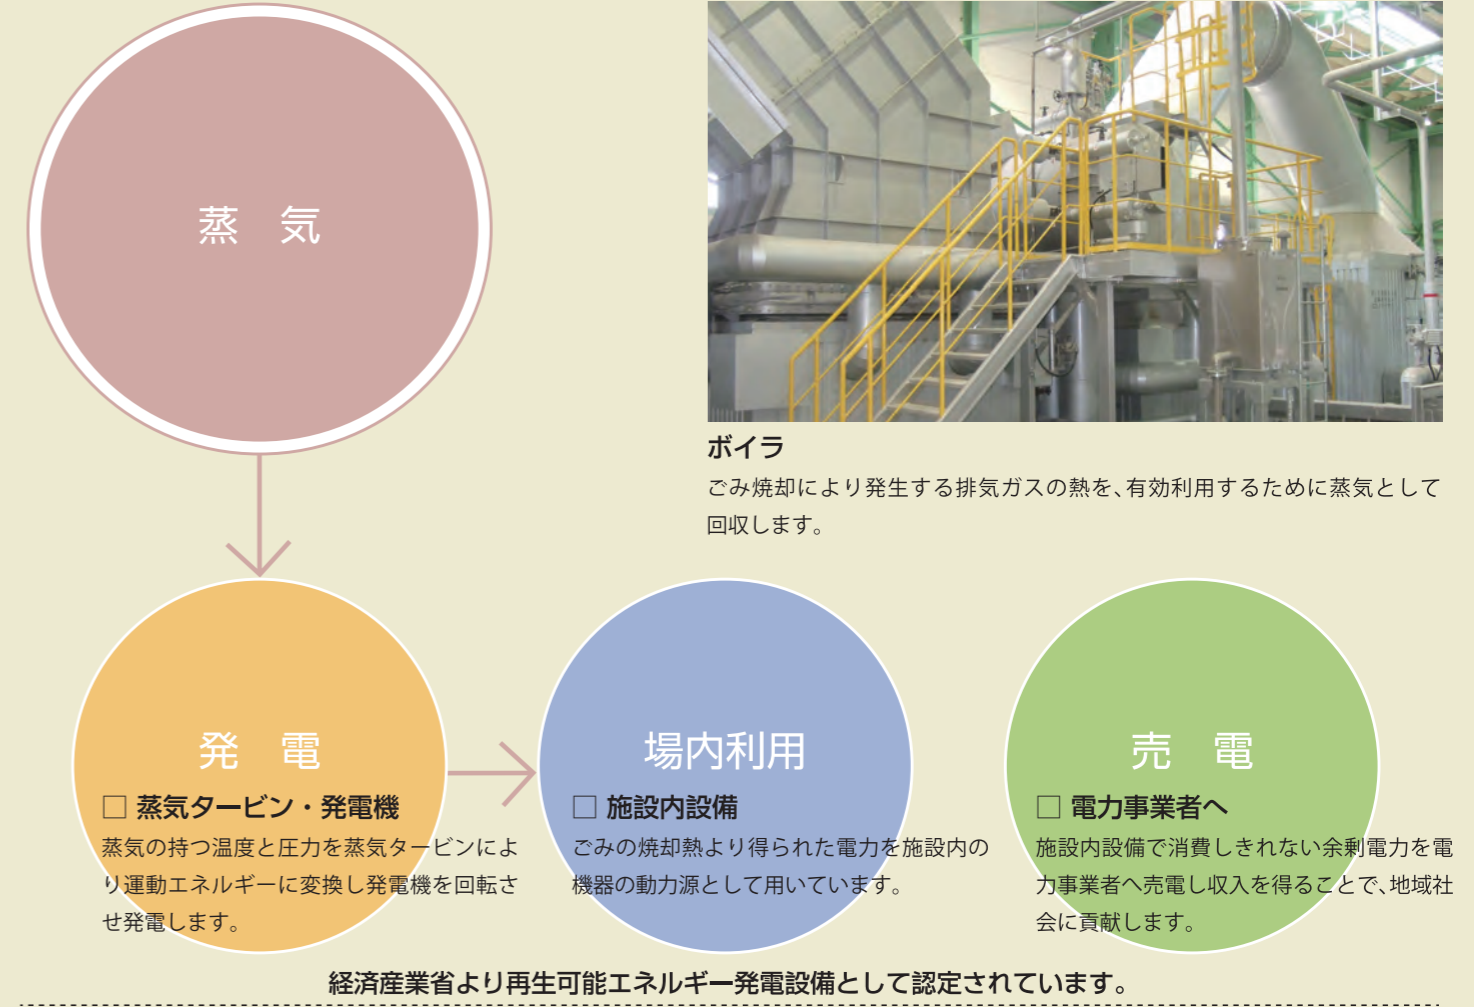 蒸 気
ボイラ
ごみ焼却により発生する排気ガスの熱を、有効利用するために蒸気として
回収します。
発 電
□ 蒸気タービン・発電機
蒸気の持つ温度と圧力を蒸気タービンによ
り運動エネルギーに変換し発電機を回転さ
せ発電します。
場内利用
□ 施設内設備
ごみの焼却熱より得られた電力を施設内の
機器の動力源として用いています。
売 電
□ 電力事業者へ
施設内設備で消費しきれない余剰電力を電
力事業者へ売電し収入を得ることで、地域社
会に貢献します。
経済産業省より再生可能エネルギー発電設備として認定されています。